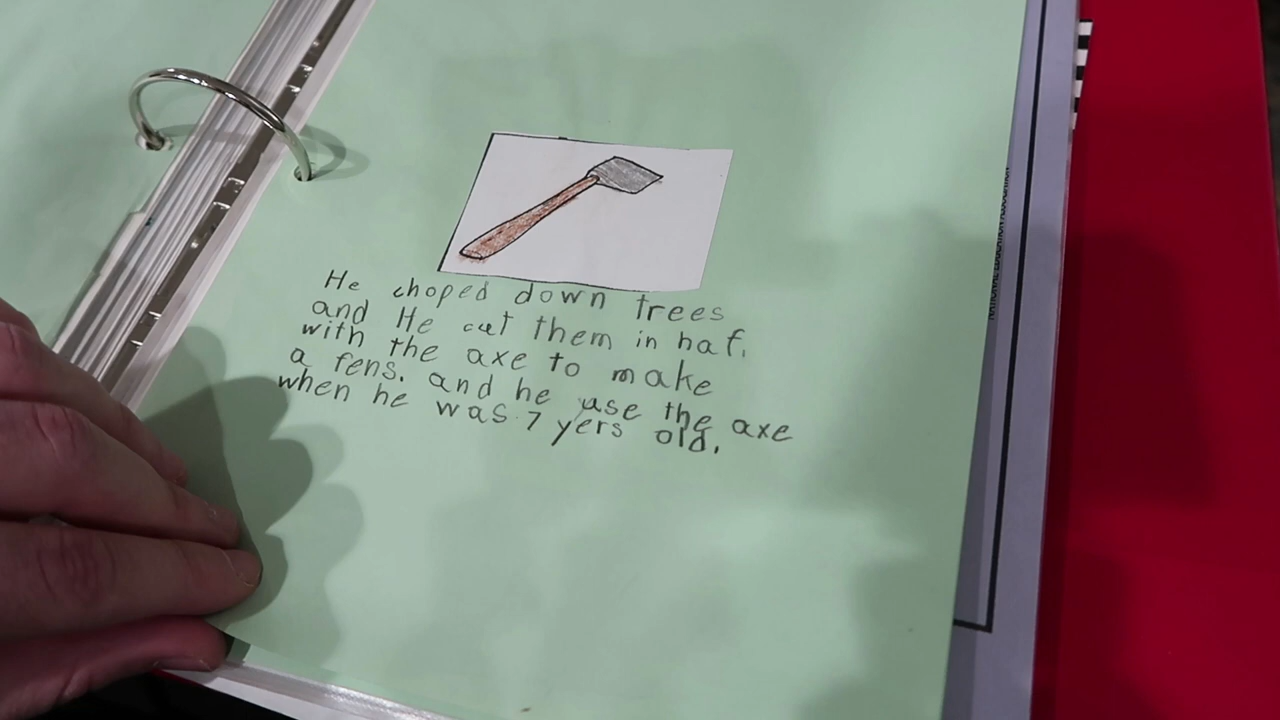 He choped down trees
and He cut them in haf.
with the axe to make
a fens. and he use the axe
when he was 7 yers old.